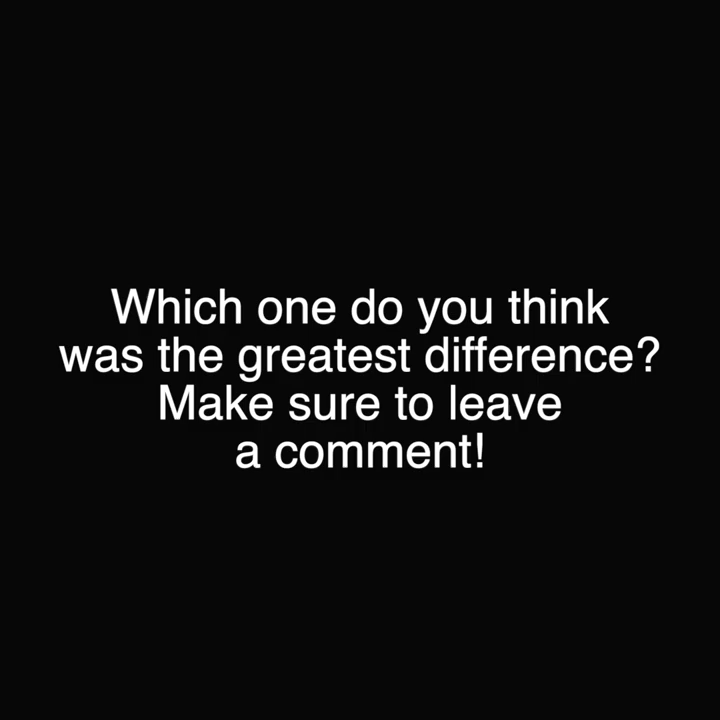 Which one do you think
was the greatest difference?
Make sure to leave
a comment!